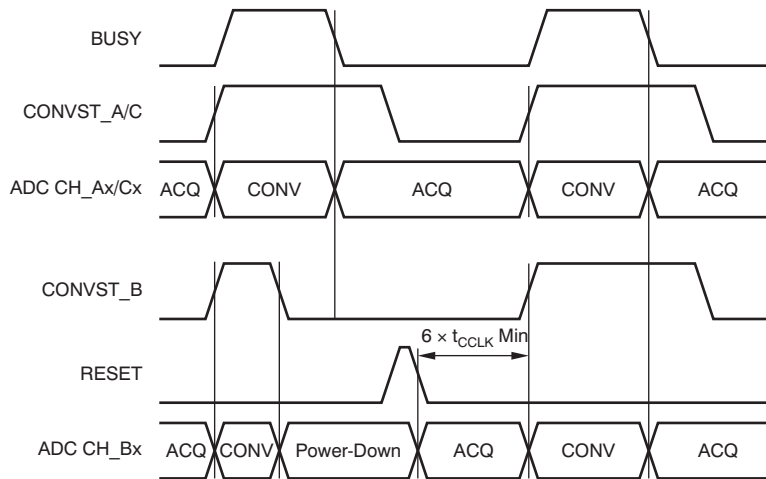 BUSY
CONVST_A/C
ADC CH_Ax/Cx ACQ CONV ACQ CONV ACQ
CONVST_B
6 × tCCLK Min
RESET
ADC CH_Bx ACQ CONV Power-Down ACQ CONV ACQ